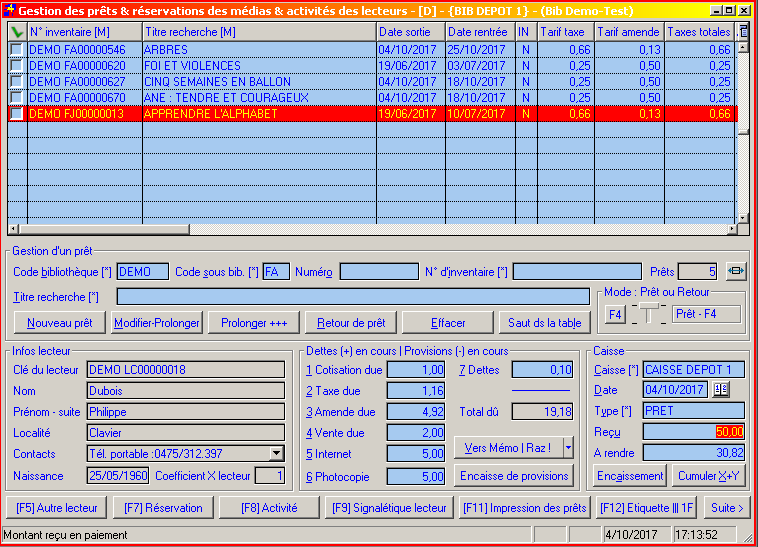 Gestion des prêts & réservations des médias & activités des lecteurs - [D] - {BIB DEPOT 1} - (Bib Demo-Test)
N° inventaire [M] Titre recherche [M] Date sortie Date rentrée IN Tarif taxe Tarif amende Taxes totales
DEMO FA00000546 ARBRES 04/10/2017 25/10/2017 N 0,66 0,13 0,66
DEMO FA00000620 FOI ET VIOLENCES 19/06/2017 03/07/2017 N 0,25 0,50 0,25
DEMO FA00000627 CINQ SEMAINES EN BALLON 04/10/2017 18/10/2017 N 0,25 0,50 0,25
DEMO FA00000670 ANE : TENDRE ET COURAGEUX 04/10/2017 18/10/2017 N 0,25 0,50 0,25
DEMO FJ00000013 APPRENDRE L'ALPHABET 19/06/2017 10/07/2017 N 0,66 0,13 0,66
Gestion d'un prêt
Code bibliothèque [*] DEMO Code sous bib. [*] FA Numéro N° d'inventaire [*] Prêts 5
Titre recherche [*]
Mode : Prêt ou Retour
F4 Prêt - F4
Nouveau prêt Modifier-Prolonger Prolonger +++ Retour de prêt Effacer Saut ds la table
Infos lecteur
Clé du lecteur DEMO LC00000018
Nom Dubois
Prénom - suite Philippe
Localité Clavier
Contacts Tél. portable :0475/312.397
Naissance 25/05/1960 Coefficient X lecteur 1
Dettes (+) en cours | Provisions (-) en cours
1 Cotisation due 1,00 7 Dettes 0,10
2 Taxe due 1,16
3 Amende due 4,92 Total dû 19,18
4 Vente due 2,00
5 Internet 5,00 Vers Mémo | Raz !
6 Photocopie 5,00 Encaisse de provisions
Caisse
Caisse [*] CAISSE DEPOT 1
Date 04/10/2017
Type [*] PRET
Reçu 50,00
A rendre 30,82
Encaissement Cumuler X+Y
[F5] Autre lecteur [F7] Réservation [F8] Activité [F9] Signalétique lecteur [F11] Impression des prêts [F12] Etiquette III 1F Suite >
Montant reçu en paiement 4/10/2017 17:13:52